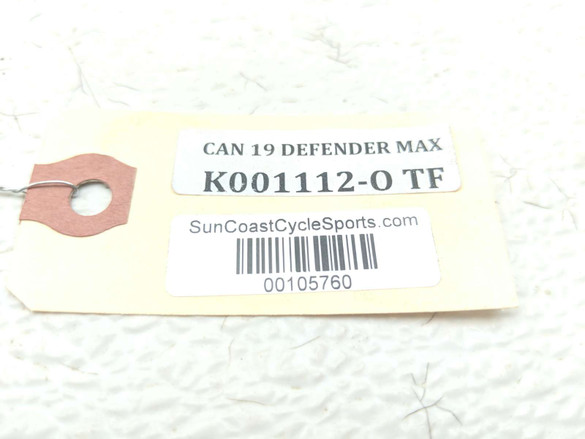 CAN 19 DEFENDER MAX
K001112-O TF
SunCoastCycleSports.com
00105760